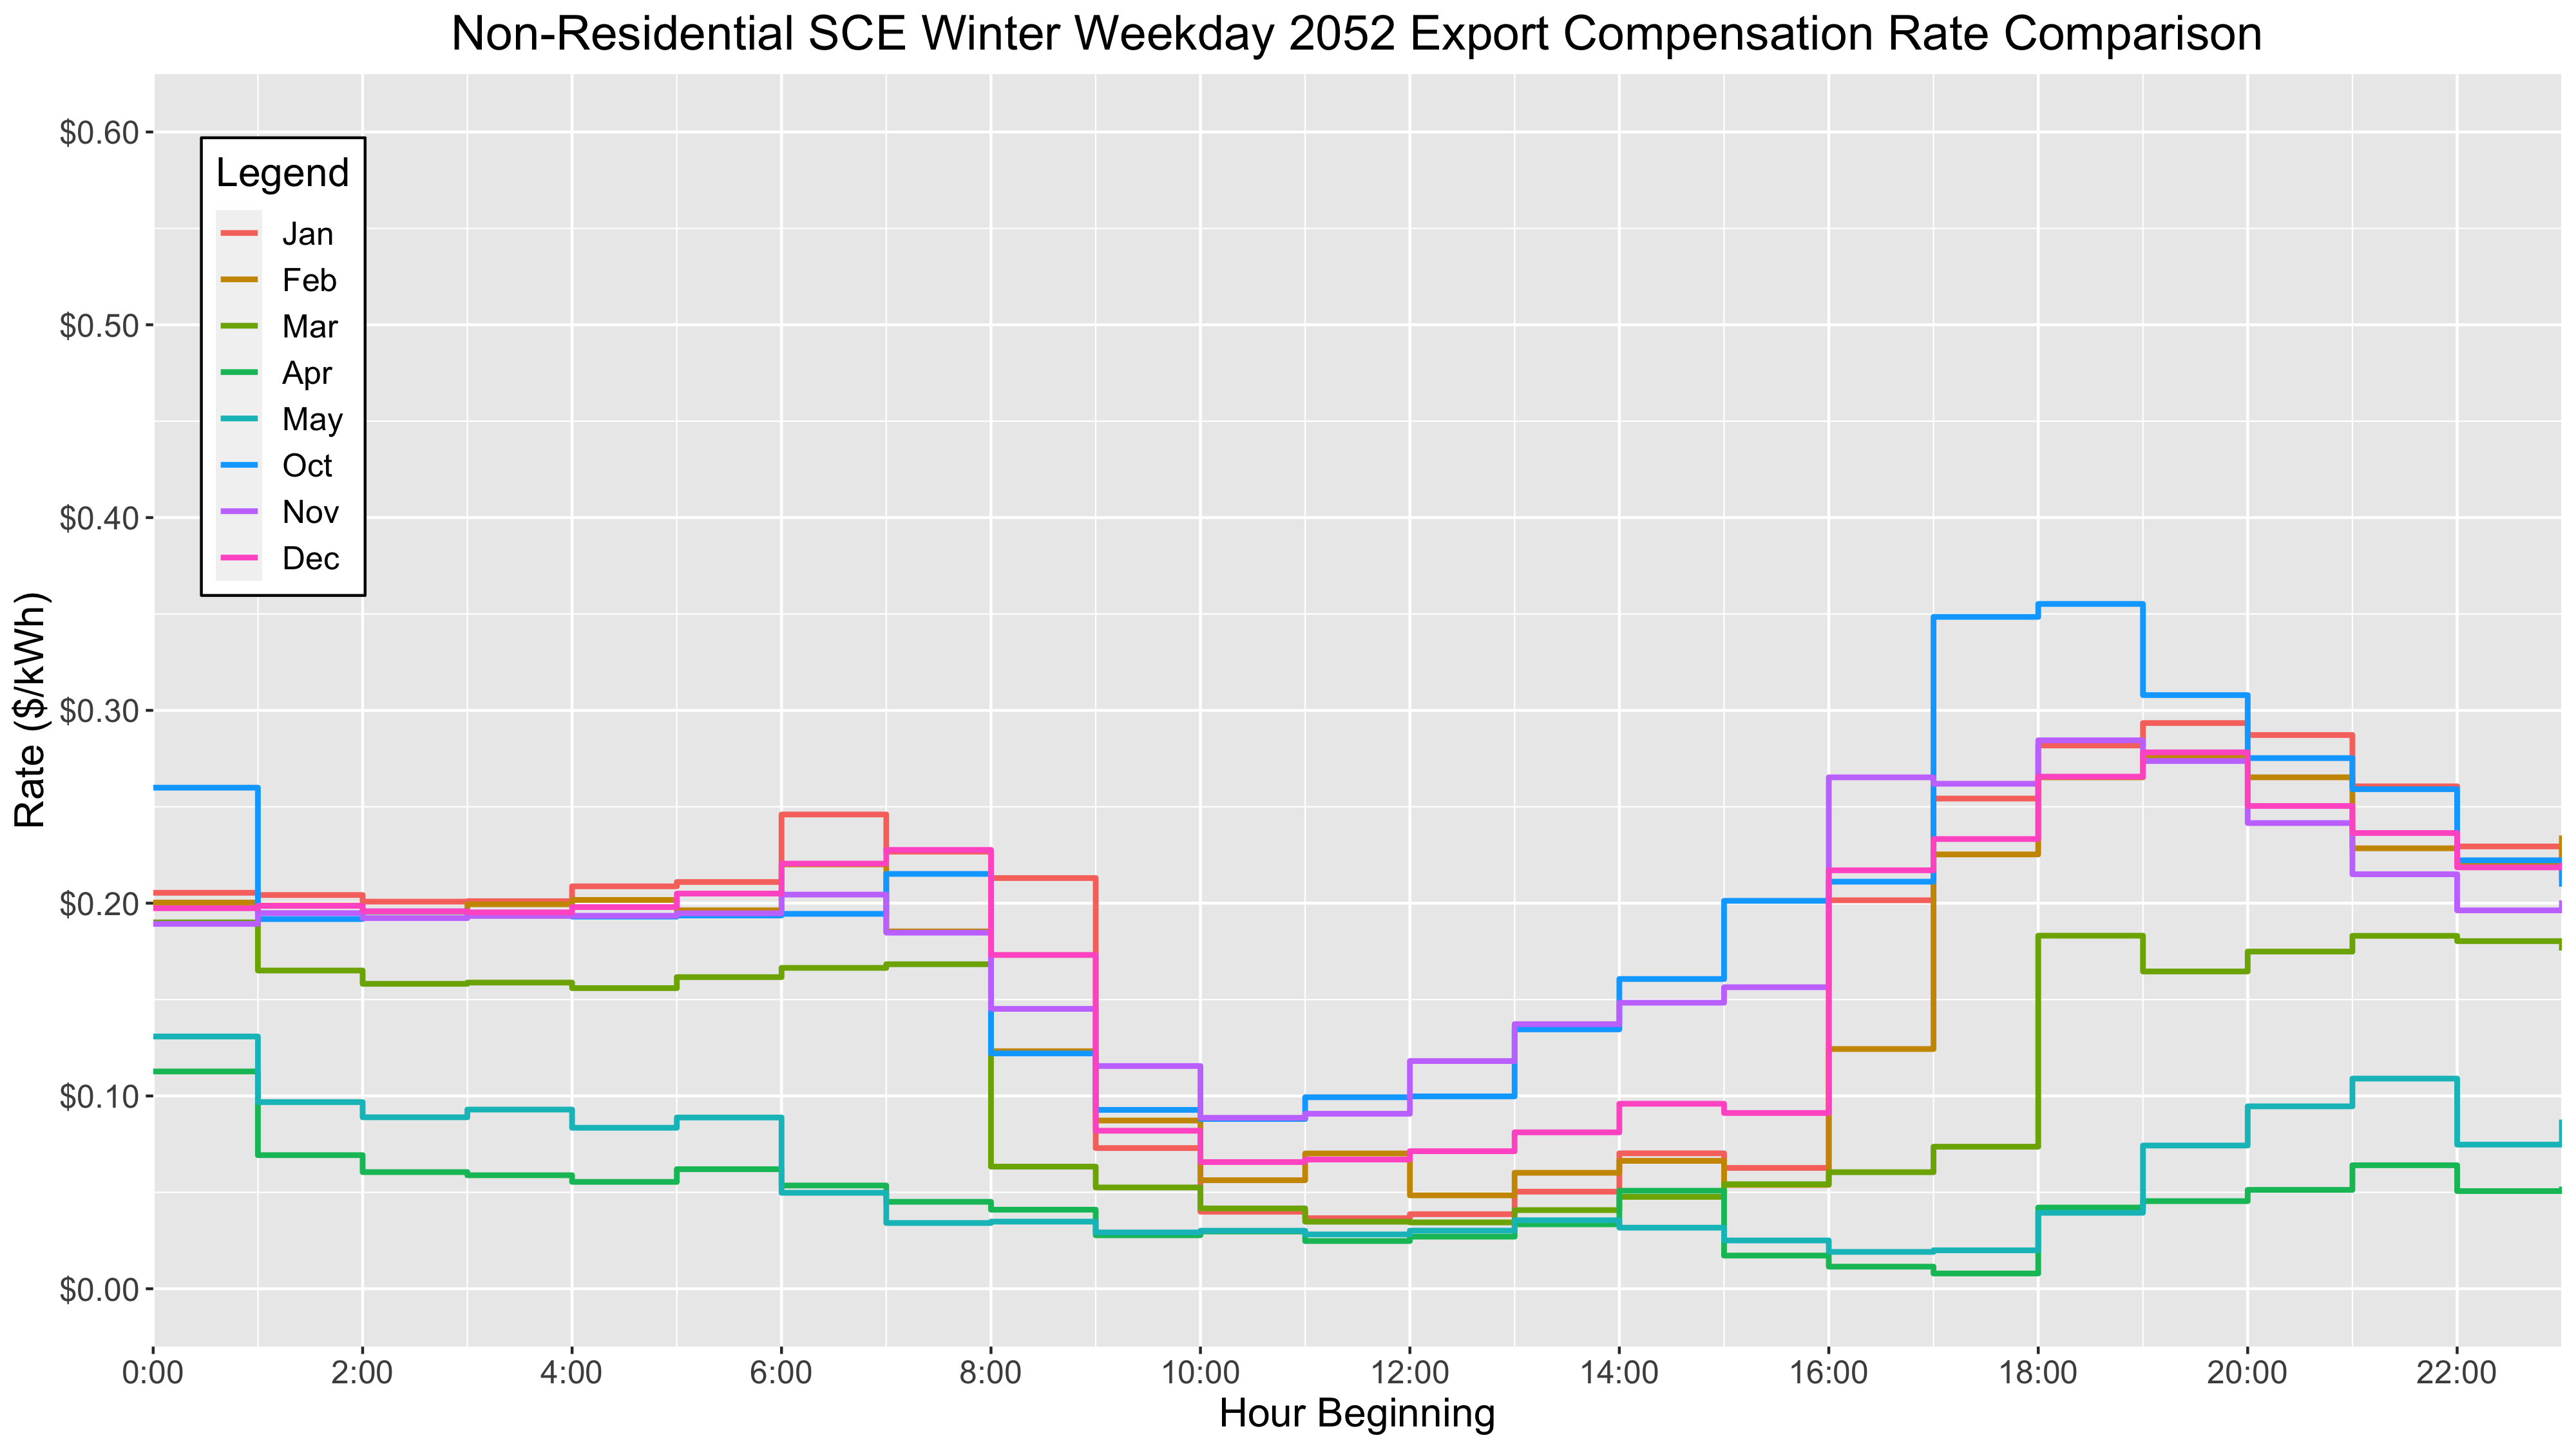 Non-Residential SCE Winter Weekday 2052 Export Compensation Rate Comparison
$0.60
$0.50
$0.40
$0.30
$0.20
$0.10
$0.00
Rate ($/kWh)
Legend
Jan
Feb
Mar
Apr
May
Oct
Nov
Dec
0:00 2:00 4:00 6:00 8:00 10:00 12:00 14:00 16:00 18:00 20:00 22:00
Hour Beginning